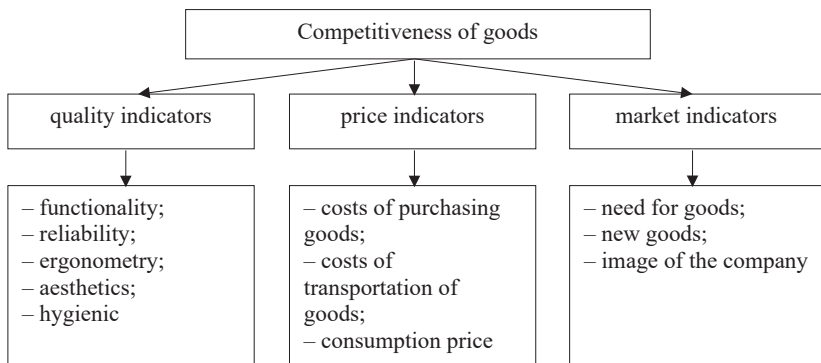 Competitiveness of goods
quality indicators
price indicators
market indicators
– functionality;
– reliability;
– ergonometry;
– aesthetics;
– hygienic
– costs of purchasing
goods;
– costs of
transportation of
goods;
– consumption price
– need for goods;
– new goods;
– image of the company